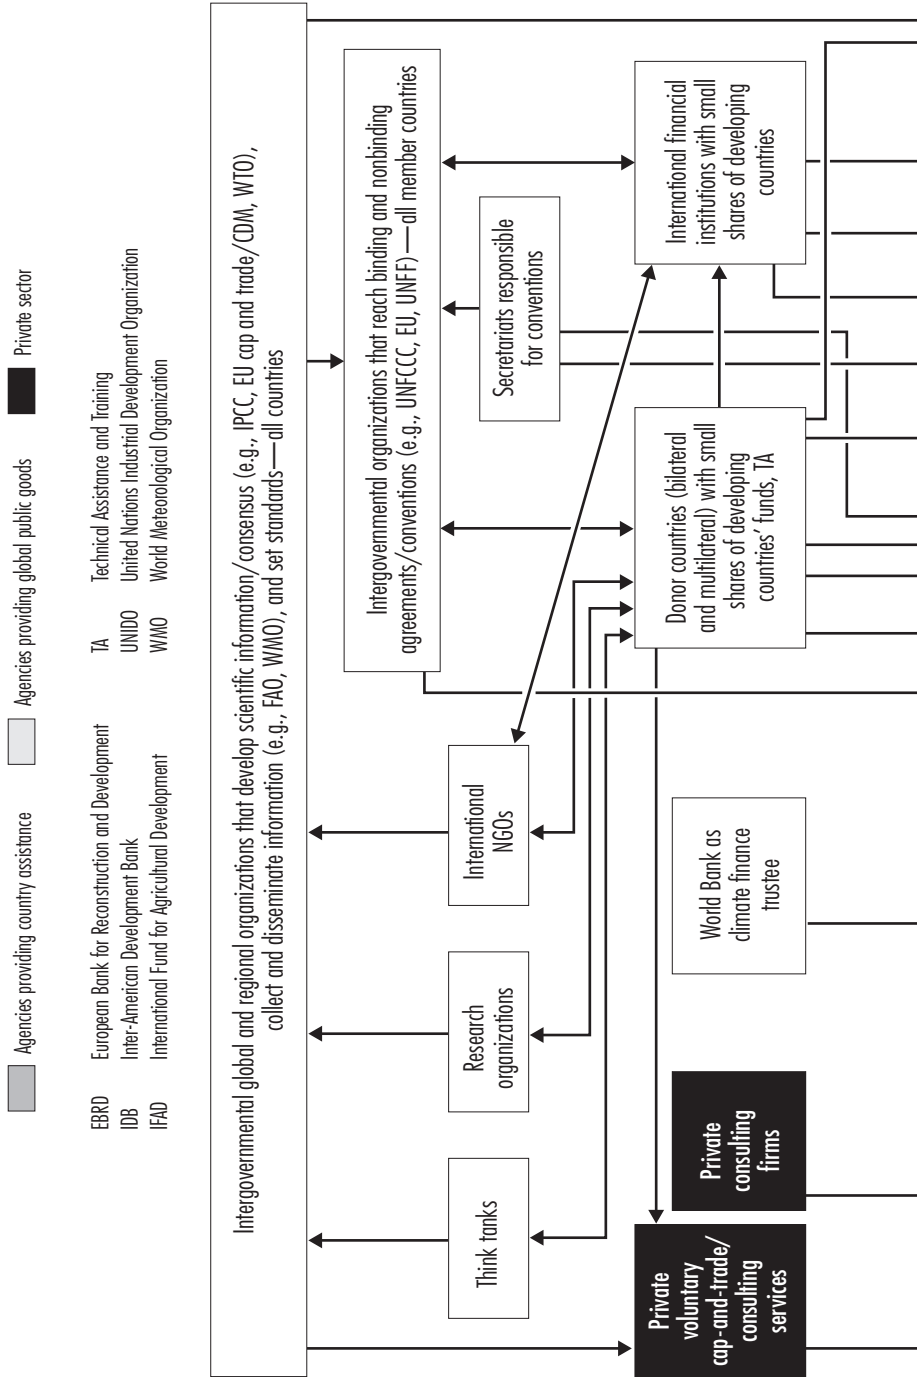 Agencies providing country assistance
Agencies providing global public goods
Private sector
EBRD European Bank for Reconstruction and Development
IDB Inter-American Development Bank
IFAD International Fund for Agricultural Development
TA Technical Assistance and Training
UNIDO United Nations Industrial Development Organization
WMO World Meteorological Organization
Intergovernmental global and regional organizations that develop scientific information/consensus (e.g., IPCC, EU cap and trade/CDM, WTO),
collect and disseminate information (e.g., FAO, WMO), and set standards—all countries
Intergovernmental organizations that reach binding and nonbinding
agreements/conventions (e.g., UNFCCC, EU, UNFF)—all member countries
Think tanks
Research
organizations
International
NGOs
Secretariats responsible
for conventions
Private
voluntary
cap-and-trade/
consulting
services
Private
consulting
firms
World Bank as
climate finance
trustee
Donor countries (bilateral
and multilateral) with small
shares of developing
countries' funds, TA
International financial
institutions with small
shares of developing
countries